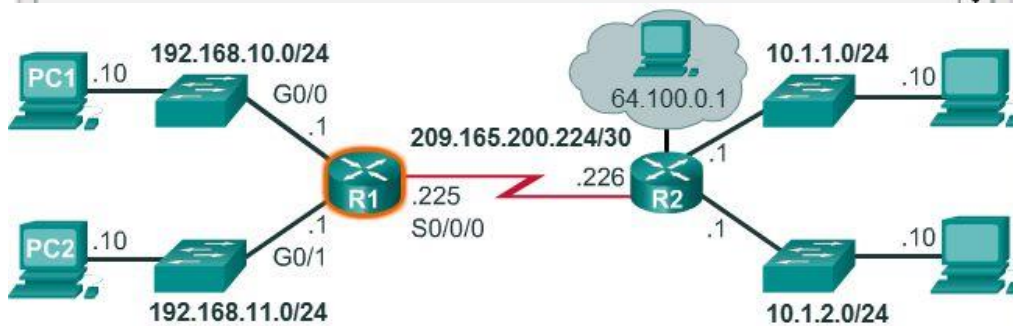 192.168.10.0/24
10.1.1.0/24
PC1
.10
.10
G0/0
64.100.0.1
.1
209.165.200.224/30
.1
R1
.225
.226
R2
S0/0/0
.1
.1
PC2
.10
G0/1
.10
192.168.11.0/24
10.1.2.0/24